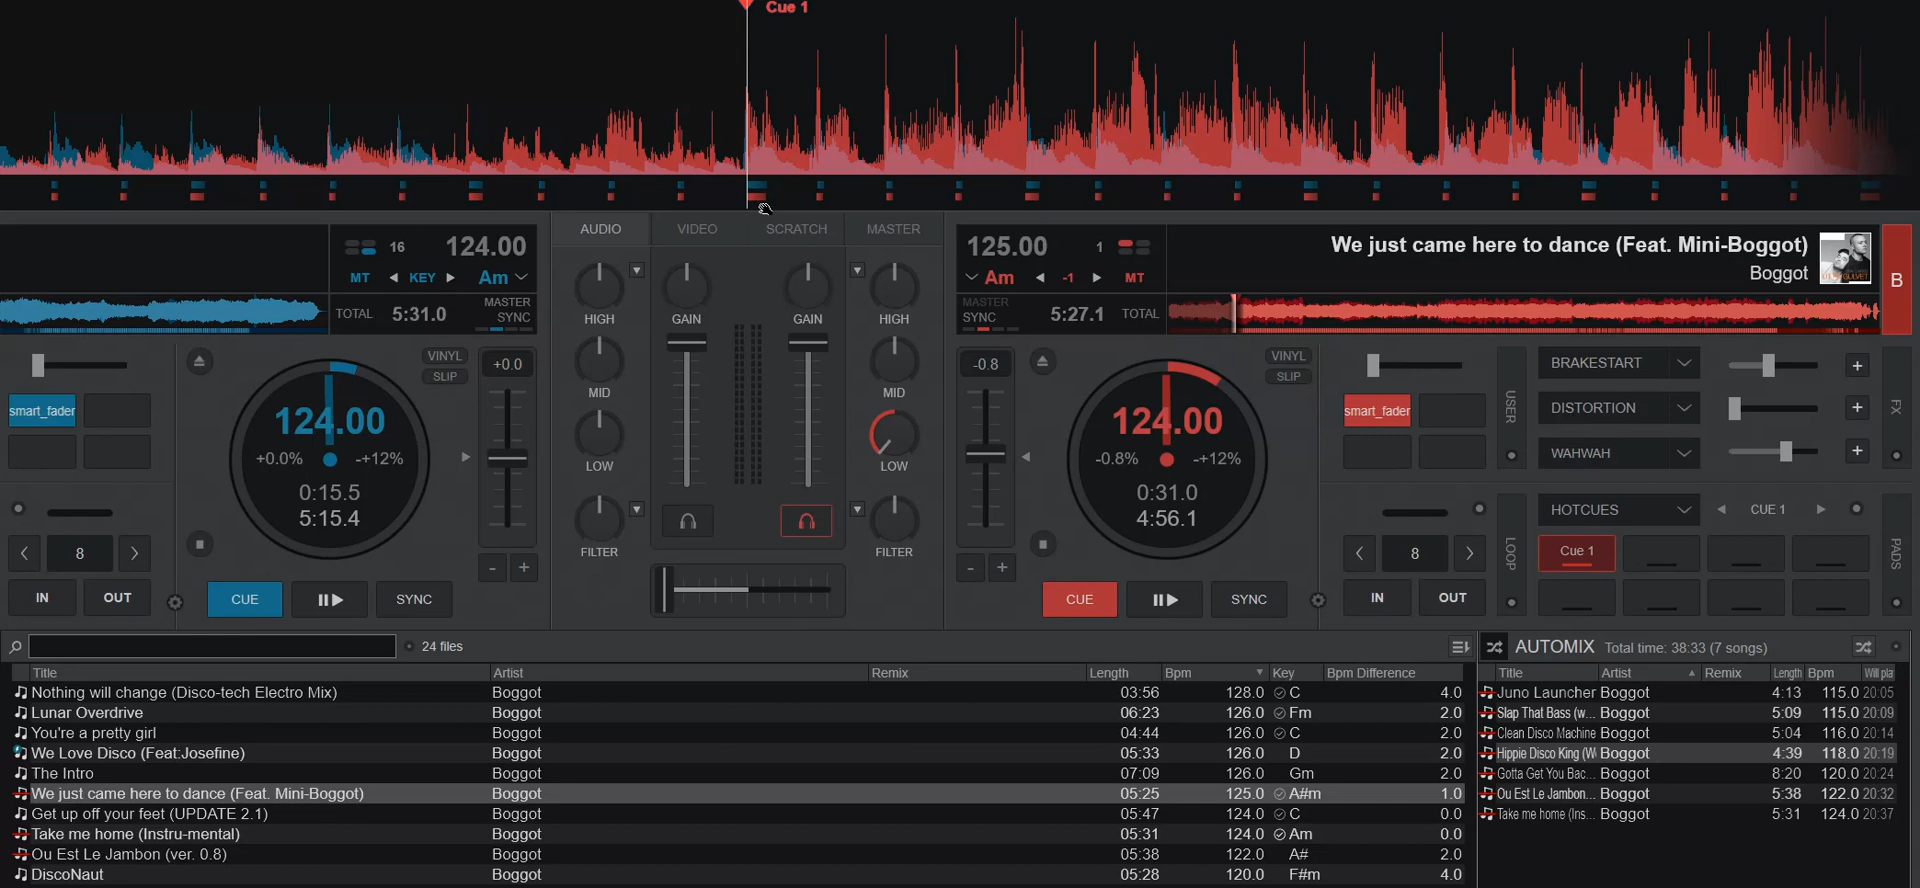 Cue 1
AUDIO VIDEO SCRATCH MASTER
16 124.00
MT KEY Am
TOTAL 5:31.0 MASTER SYNC
125.00 1
Am -1 MT
MASTER SYNC 5:27.1 TOTAL
We just came here to dance (Feat. Mini-Boggot)
Boggot
B
smart_fader
8
IN OUT
VINYL
SLIP
124.00
+0.0% -+12%
0:15.5
5:15.4
+0.0
- +
CUE SYNC
HIGH GAIN GAIN HIGH
MID MID
LOW LOW
FILTER FILTER
-0.8
- +
VINYL
SLIP
124.00
-0.8% -+12%
0:31.0
4:56.1
CUE SYNC
smart_fader
USER
BRAKESTART +
DISTORTION +
WAHWAH +
FX
8
IN OUT
LOOP
HOTCUES CUE 1
Cue 1
PADS
24 files
Title Artist Remix Length Bpm Key Bpm Difference
Nothing will change (Disco-tech Electro Mix) Boggot 03:56 128.0 C 4.0
Lunar Overdrive Boggot 06:23 126.0 Fm 2.0
You're a pretty girl Boggot 04:44 126.0 C 2.0
We Love Disco (Feat:Josefine) Boggot 05:33 126.0 D 2.0
The Intro Boggot 07:09 126.0 Gm 2.0
We just came here to dance (Feat. Mini-Boggot) Boggot 05:25 125.0 A#m 1.0
Get up off your feet (UPDATE 2.1) Boggot 05:47 124.0 C 0.0
Take me home (Instru-mental) Boggot 05:31 124.0 Am 0.0
Ou Est Le Jambon (ver. 0.8) Boggot 05:38 122.0 A# 2.0
DiscoNaut Boggot 05:28 120.0 F#m 4.0
AUTOMIX Total time: 38:33 (7 songs)
Title Artist Remix Length Bpm Will pla
Juno Launcher Boggot 4:13 115.0 20:05
Slap That Bass (w... Boggot 5:09 115.0 20:09
Clean Disco Machine Boggot 5:04 116.0 20:14
Hippie Disco King (W Boggot 4:39 118.0 20:19
Gotta Get You Bac... Boggot 8:20 120.0 20:24
Ou Est Le Jambon... Boggot 5:38 122.0 20:32
Take me home (Ins... Boggot 5:31 124.0 20:37